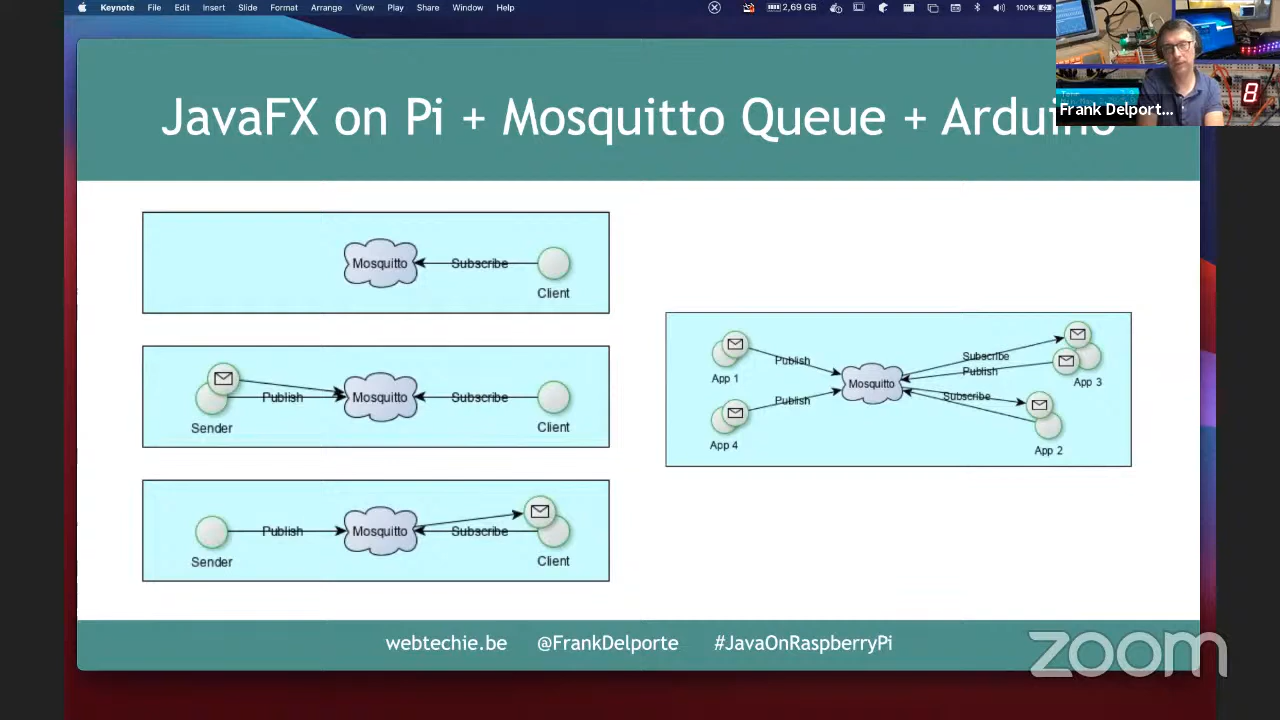 Keynote File Edit Insert Slide Format Arrange View Play Share Window Help 2,69 GB 100%
JavaFX on Pi + Mosquitto Queue + Arduino
Frank Delport...
8
Mosquitto Subscribe
Client
Publish Mosquitto Subscribe
Sender Client
Publish Mosquitto Subscribe
Sender Client
Publish Subscribe
Publish
App 1 Mosquitto App 3
Publish Subscribe
App 4 App 2
webtechie.be @FrankDelporte #JavaOnRaspberryPi
zoom